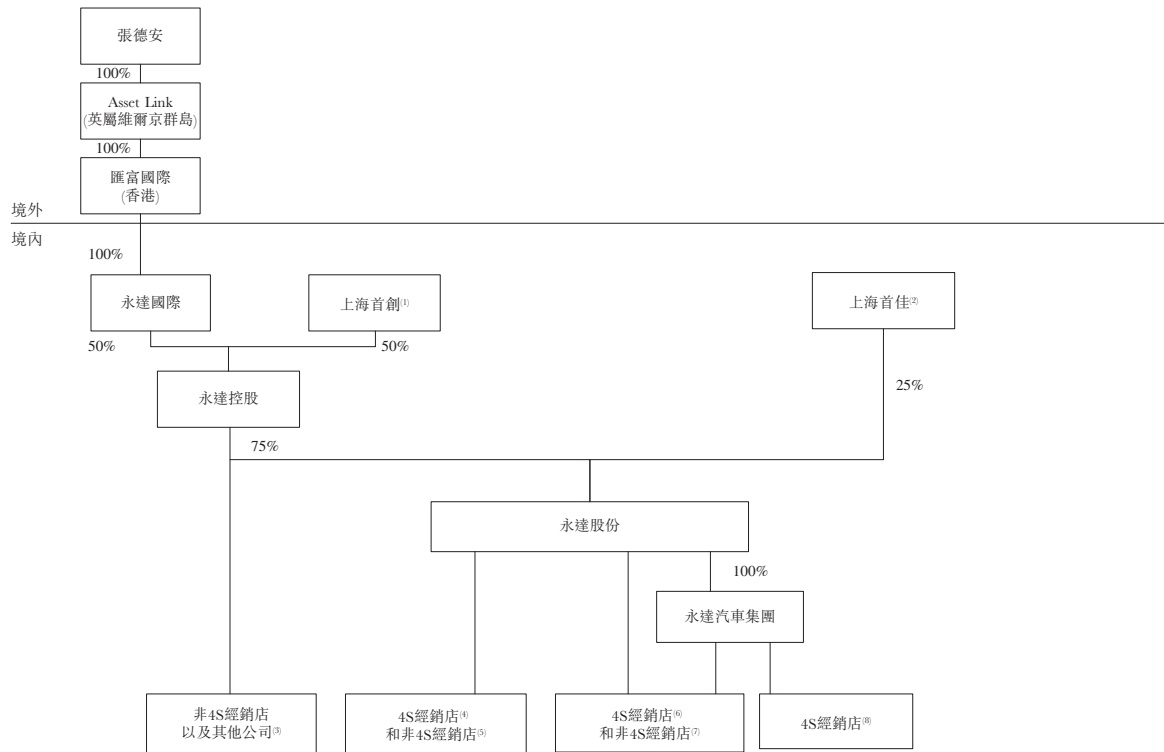 張德安
100%
Asset Link
(英屬維爾京群島)
100%
匯富國際
(香港)
境外
境內
100%
永達國際
上海首創(1)
上海首佳(2)
50%
50%
永達控股
25%
75%
永達股份
100%
永達汽車集團
非4S經銷店
以及其他公司(3)
4S經銷店(4)
和非4S經銷店(5)
4S經銷店(6)
和非4S經銷店(7)
4S經銷店(8)